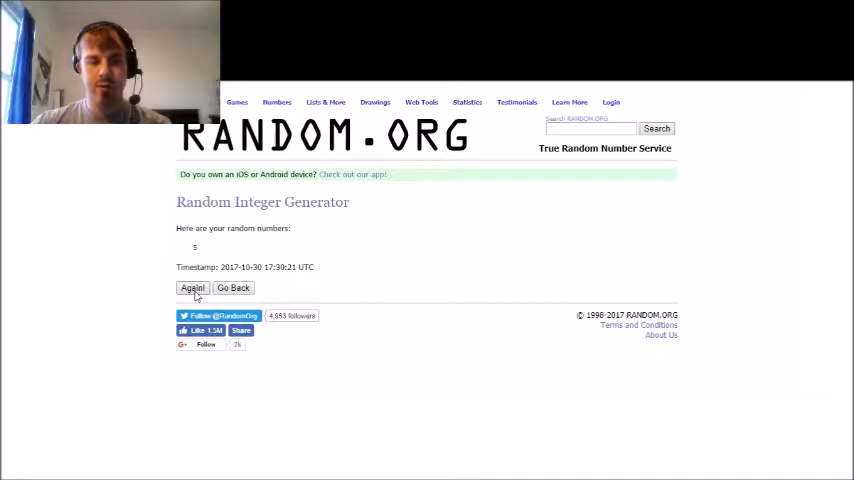 Games Numbers Lists & More Drawings Web Tools Statistics Testimonials Learn More Login
RANDOM.ORG
Search RANDOM.ORG
Search
True Random Number Service
Do you own an iOS or Android device? Check out our app!
Random Integer Generator
Here are your random numbers:
5
Timestamp: 2017-10-30 17:30:21 UTC
Again! Go Back
Follow @RandomOrg 4,953 followers
Like 1.5M Share
G+ Follow 2k
© 1998-2017 RANDOM.ORG
Terms and Conditions
About Us